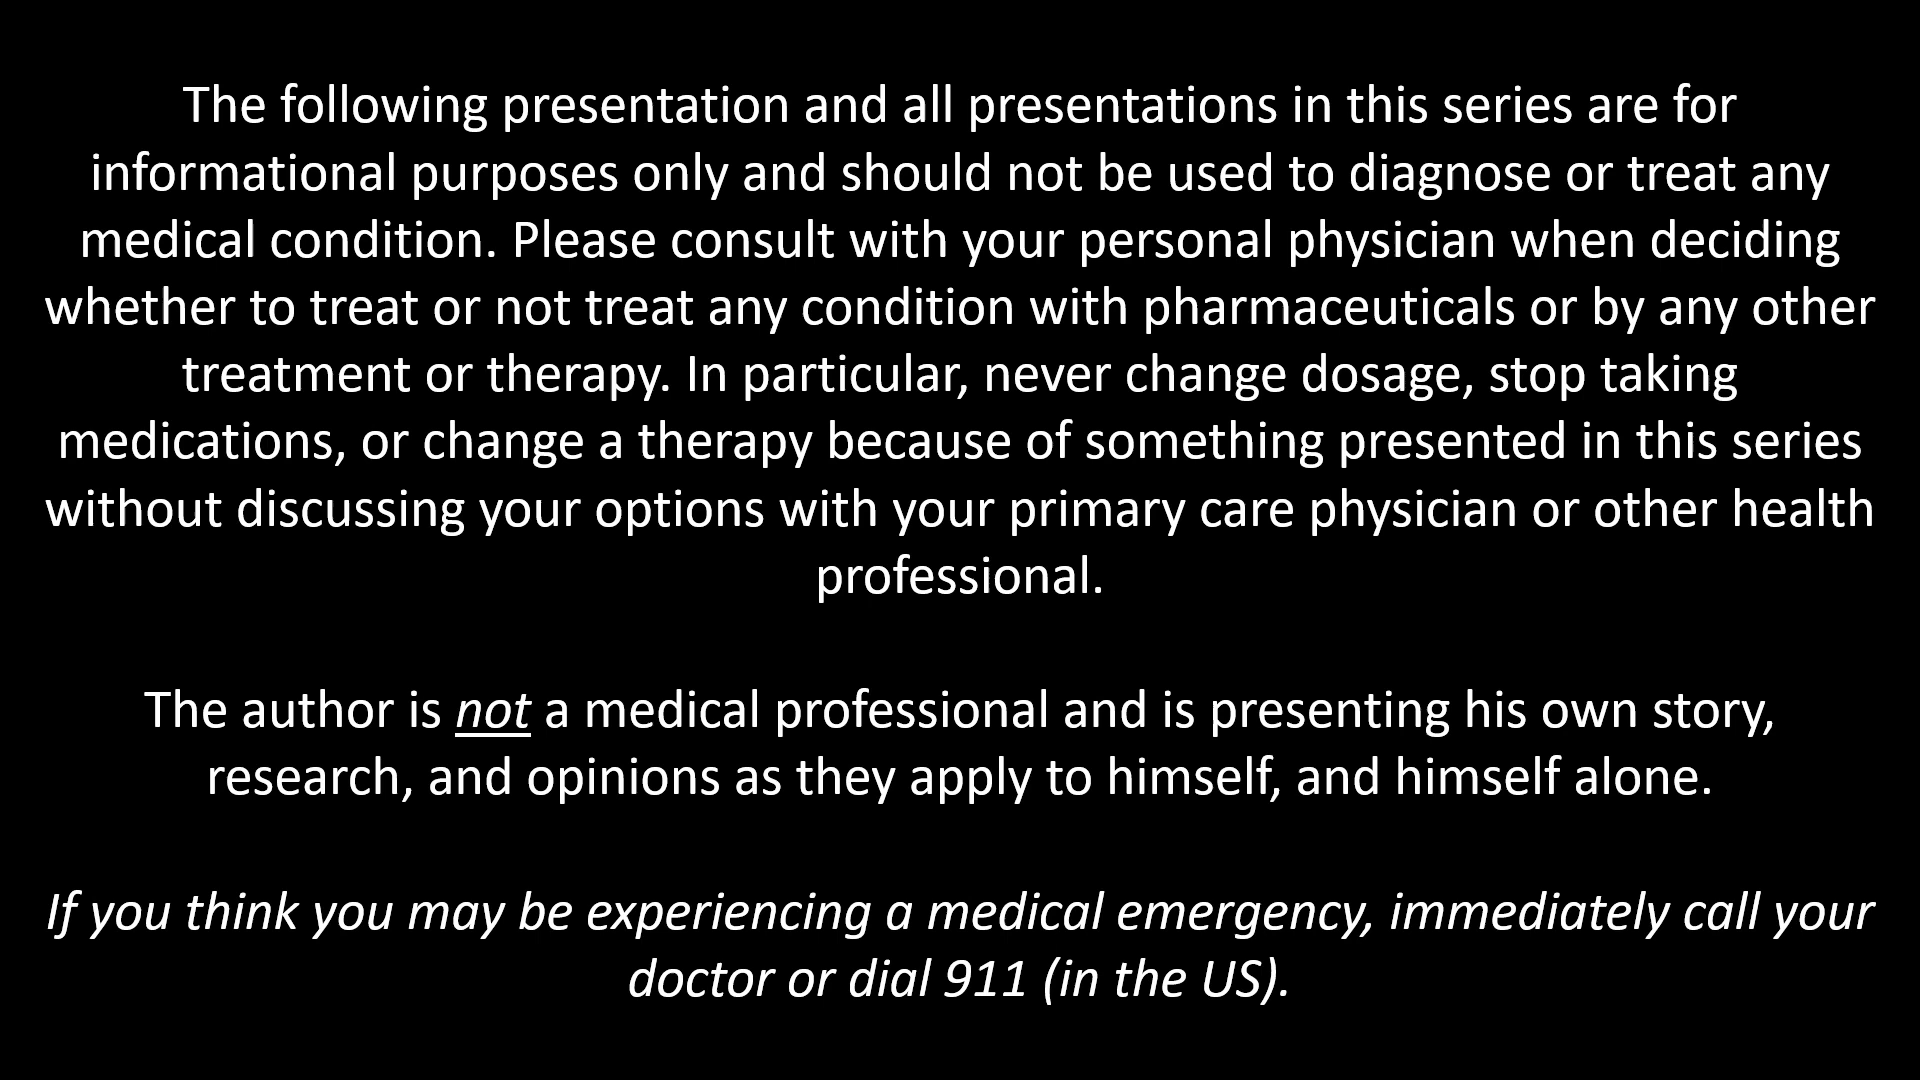 The following presentation and all presentations in this series are for
informational purposes only and should not be used to diagnose or treat any
medical condition. Please consult with your personal physician when deciding
whether to treat or not treat any condition with pharmaceuticals or by any other
treatment or therapy. In particular, never change dosage, stop taking
medications, or change a therapy because of something presented in this series
without discussing your options with your primary care physician or other health
professional.
The author is not a medical professional and is presenting his own story,
research, and opinions as they apply to himself, and himself alone.
If you think you may be experiencing a medical emergency, immediately call your
doctor or dial 911 (in the US).